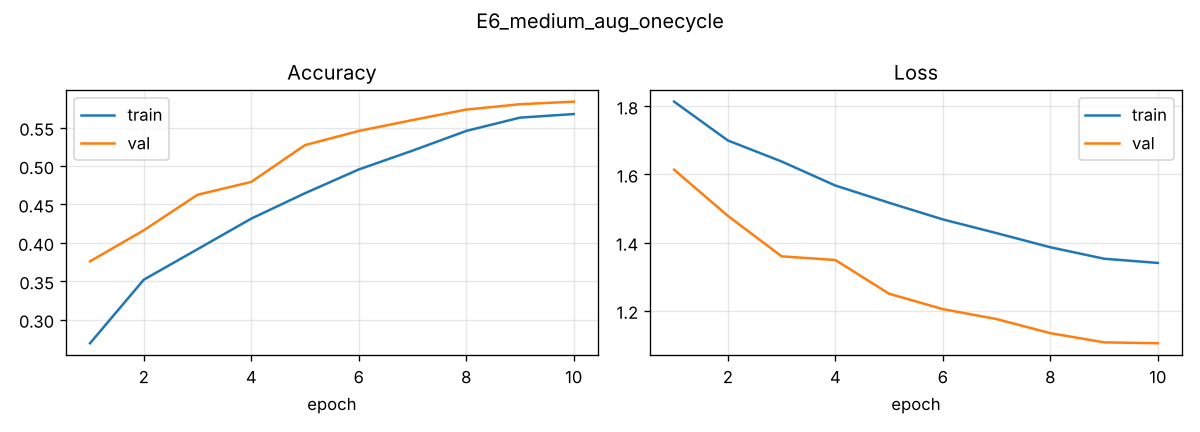 E6_medium_aug_onecycle
Accuracy
train
val
0.55
0.50
0.45
0.40
0.35
0.30
2 4 6 8 10
epoch
Loss
train
val
1.8
1.6
1.4
1.2
2 4 6 8 10
epoch